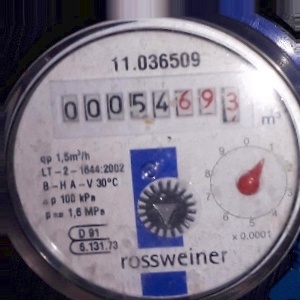 11.036509
00054693
m³
qp 1,5m³/h
LT-2-1644:2002
B-H A-V 30°C
Δp 100 kPa
p= 1,6 MPa
D 91
6.131.73
x 0,0001
rossweiner